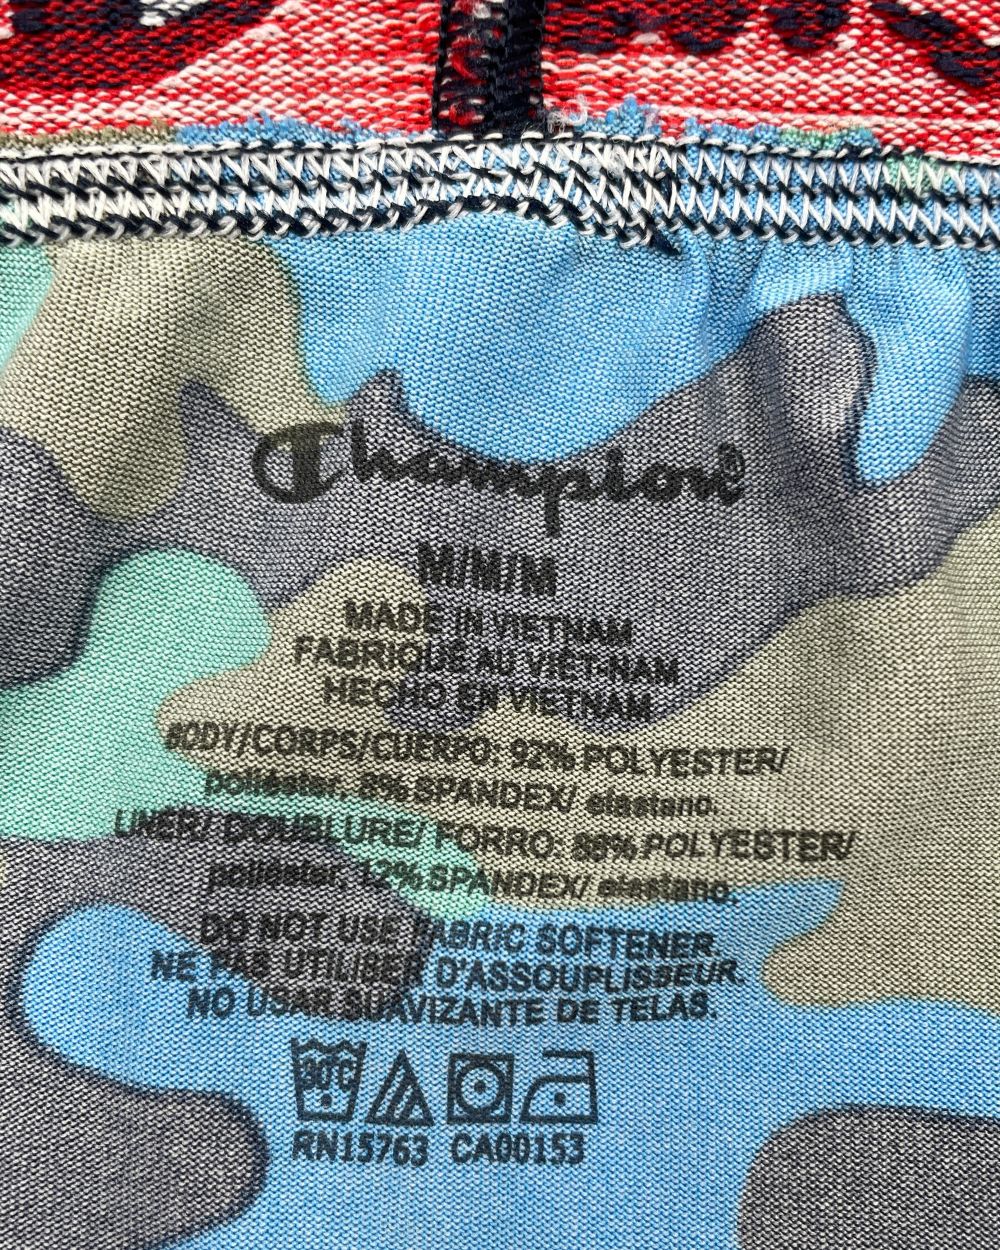 Champion®
M/M/M
MADE IN VIETNAM
FABRIQUÉ AU VIET-NAM
HECHO EN VIETNAM
BODY/CORPS/CUERPO: 92% POLYESTER/
poliéster. 8% SPANDEX/ elastano.
LINER/ DOUBLURE/ FORRO: 88% POLYESTER/
poliéster. 12% SPANDEX/ elastano.
DO NOT USE FABRIC SOFTENER.
NE PAS UTILISER D'ASSOUPLISSEUR.
NO USAR SUAVIZANTE DE TELAS.
30°C
RN15763 CA00153